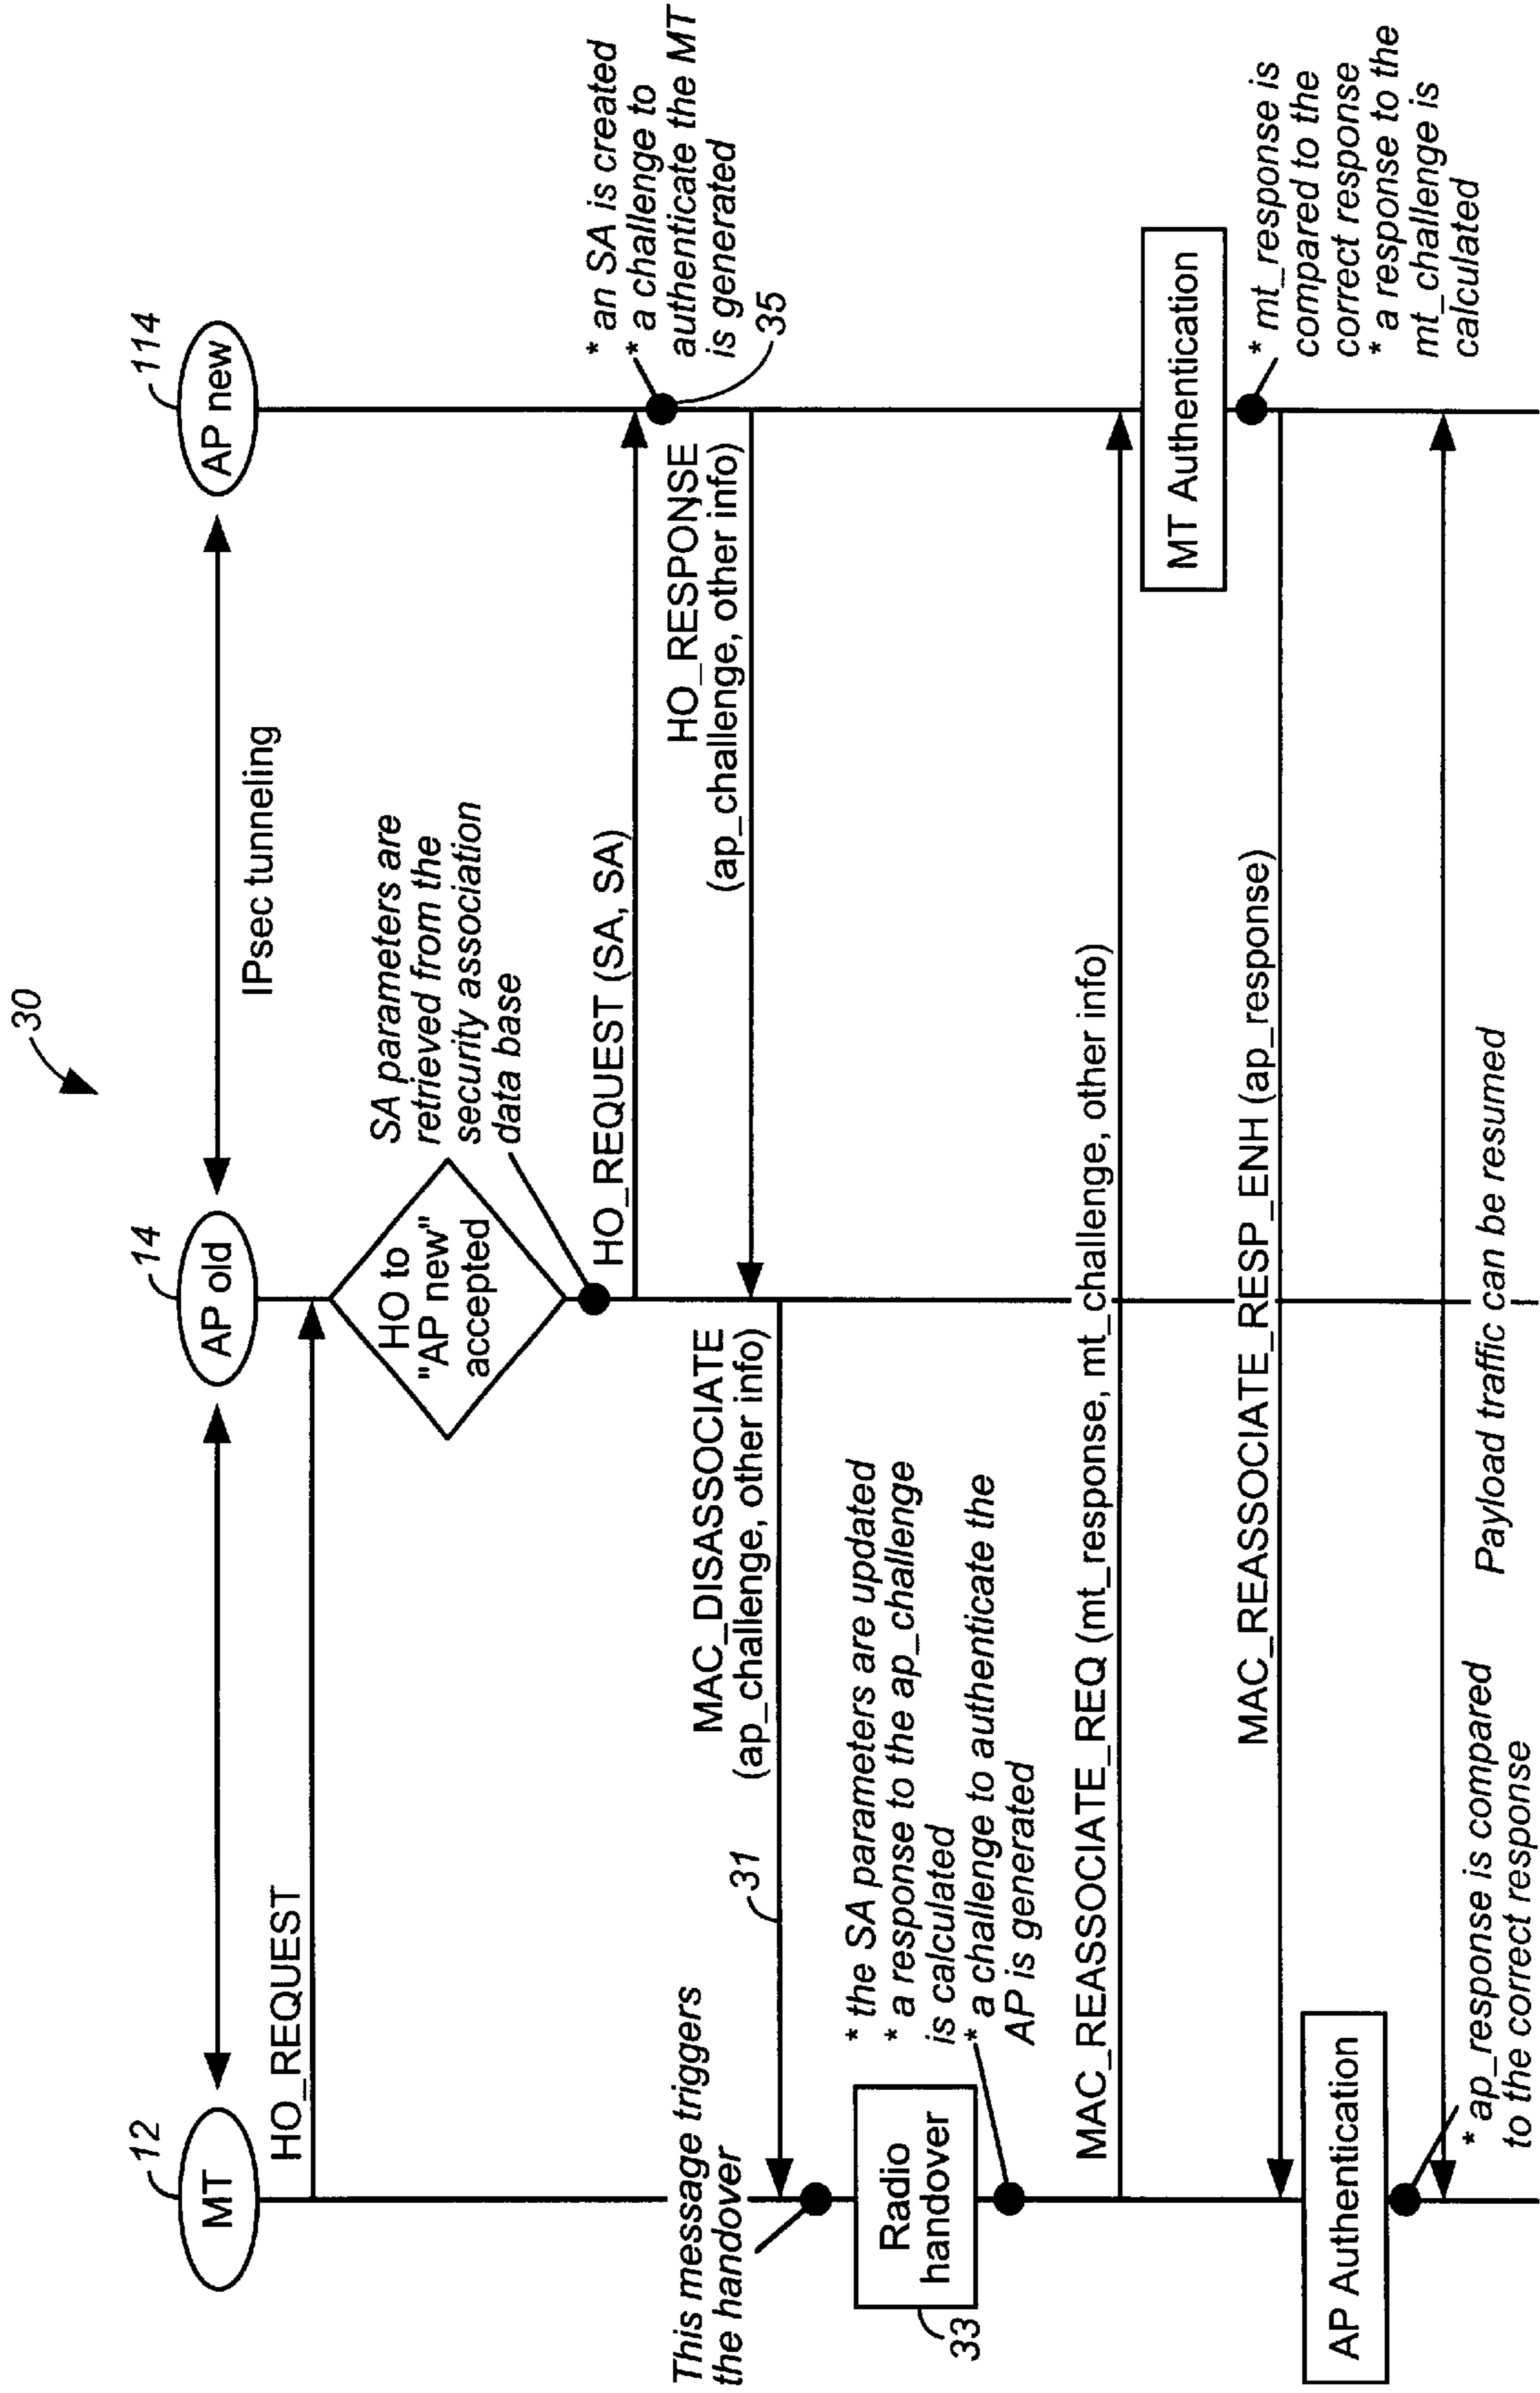 30
12
MT
14
AP old
114
AP new
IPsec tunneling
HO_REQUEST
HO to
"AP new"
accepted
SA parameters are
retrieved from the
security association
data base
HO_REQUEST (SA, SA)
* an SA is created
* a challenge to
authenticate the MT
is generated
35
HO_RESPONSE
(ap_challenge, other info)
MAC_DISASSOCIATE
(ap_challenge, other info)
This message triggers
the handover
31
Radio
handover
33
* the SA parameters are updated
* a response to the ap_challenge
is calculated
* a challenge to authenticate the
AP is generated
MAC_REASSOCIATE_REQ (mt_response, mt_challenge, other info)
MT Authentication
* mt_response is
compared to the
correct response
* a response to the
mt_challenge is
calculated
MAC_REASSOCIATE_RESP_ENH (ap_response)
AP Authentication
* ap_response is compared
to the correct response
Payload traffic can be resumed